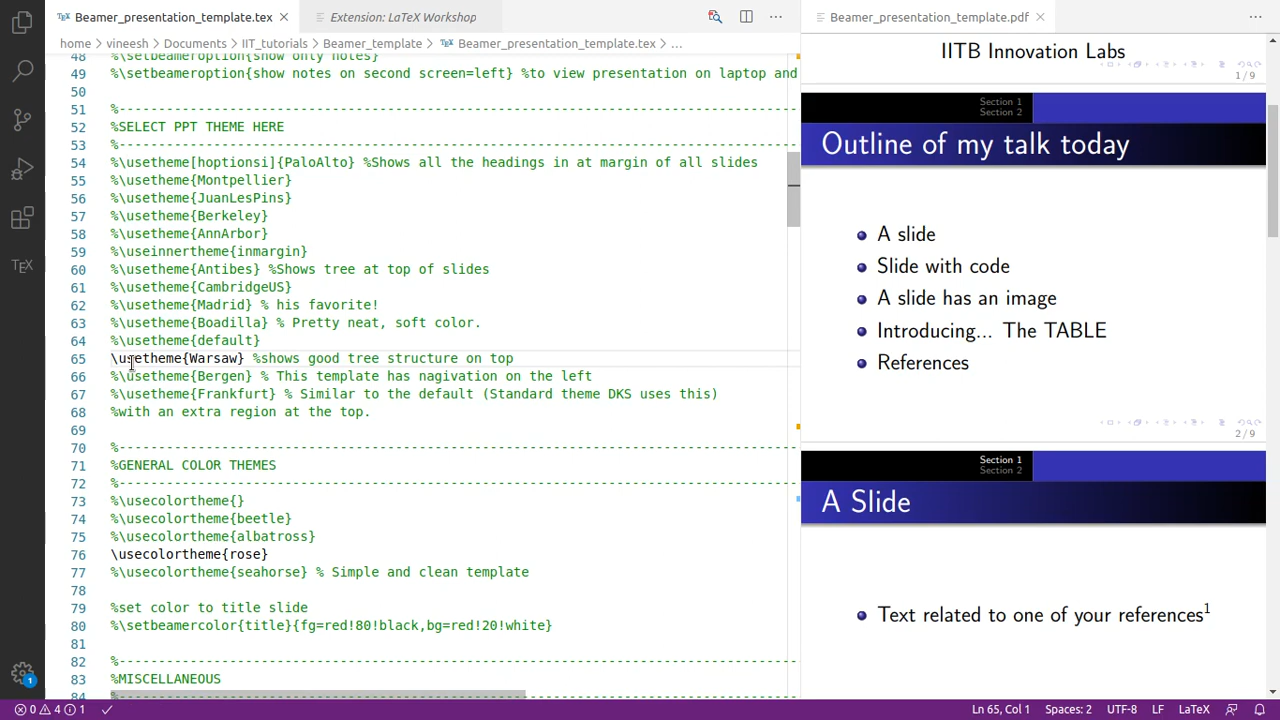 Beamer_presentation_template.tex
Extension: LaTeX Workshop
Beamer_presentation_template.pdf
home > vineesh > Documents > IIT_tutorials > Beamer_template > Beamer_presentation_template.tex > ...
48 %\setbeameroption{show only notes}
49 %\setbeameroption{show notes on second screen=left} %to view presentation on laptop and
50
51 %-----------------------------------------------------------------------------------------
52 %SELECT PPT THEME HERE
53 %-----------------------------------------------------------------------------------------
54 %\usetheme[hoptionsi]{PaloAlto} %Shows all the headings in at margin of all slides
55 %\usetheme{Montpellier}
56 %\usetheme{JuanLesPins}
57 %\usetheme{Berkeley}
58 %\usetheme{AnnArbor}
59 %\useinnertheme{inmargin}
60 %\usetheme{Antibes} %Shows tree at top of slides
61 %\usetheme{CambridgeUS}
62 %\usetheme{Madrid} % his favorite!
63 %\usetheme{Boadilla} % Pretty neat, soft color.
64 %\usetheme{default}
65 \usetheme{Warsaw} %shows good tree structure on top
66 %\usetheme{Bergen} % This template has nagivation on the left
67 %\usetheme{Frankfurt} % Similar to the default (Standard theme DKS uses this)
68 %with an extra region at the top.
69
70 %-----------------------------------------------------------------------------------------
71 %GENERAL COLOR THEMES
72 %-----------------------------------------------------------------------------------------
73 %\usecolortheme{}
74 %\usecolortheme{beetle}
75 %\usecolortheme{albatross}
76 \usecolortheme{rose}
77 %\usecolortheme{seahorse} % Simple and clean template
78
79 %set color to title slide
80 %\setbeamercolor{title}{fg=red!80!black,bg=red!20!white}
81
82 %-----------------------------------------------------------------------------------------
83 %MISCELLANEOUS
84 %-----------------------------------------------------------------------------------------
TEX
1
IITB Innovation Labs
1/9
Section 1
Section 2
Outline of my talk today
A slide
Slide with code
A slide has an image
Introducing... The TABLE
References
2/9
Section 1
Section 2
A Slide
Text related to one of your references1
0 4 1
Ln 65, Col 1
Spaces: 2
UTF-8
LF
LaTeX